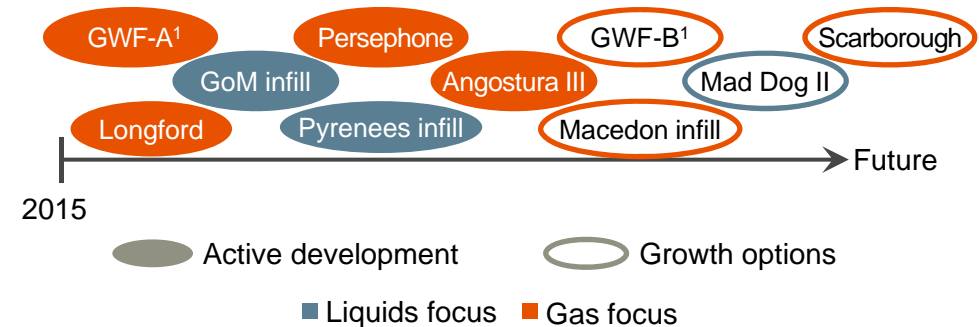 GWF-A¹
Persephone
GWF-B¹
Scarborough
GoM infill
Angostura III
Mad Dog II
Longford
Pyrenees infill
Macedon infill
Future
2015
Active development
Growth options
Liquids focus
Gas focus